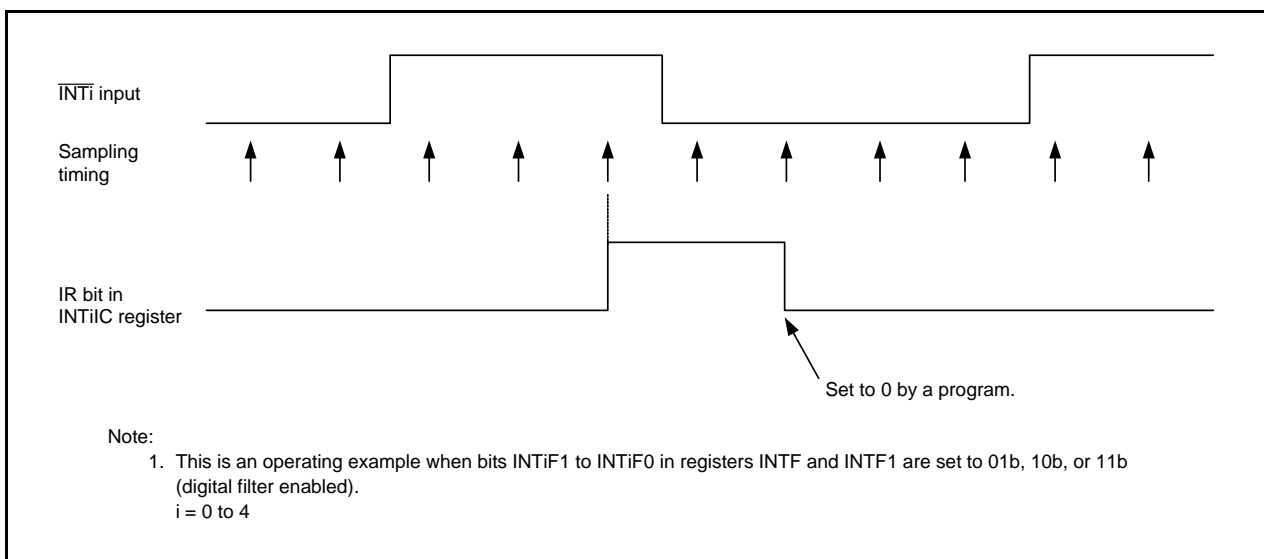 INTi input
Sampling
timing
IR bit in
INTiIC register
Set to 0 by a program.
Note:
1. This is an operating example when bits INTiF1 to INTiF0 in registers INTF and INTF1 are set to 01b, 10b, or 11b
(digital filter enabled).
i = 0 to 4